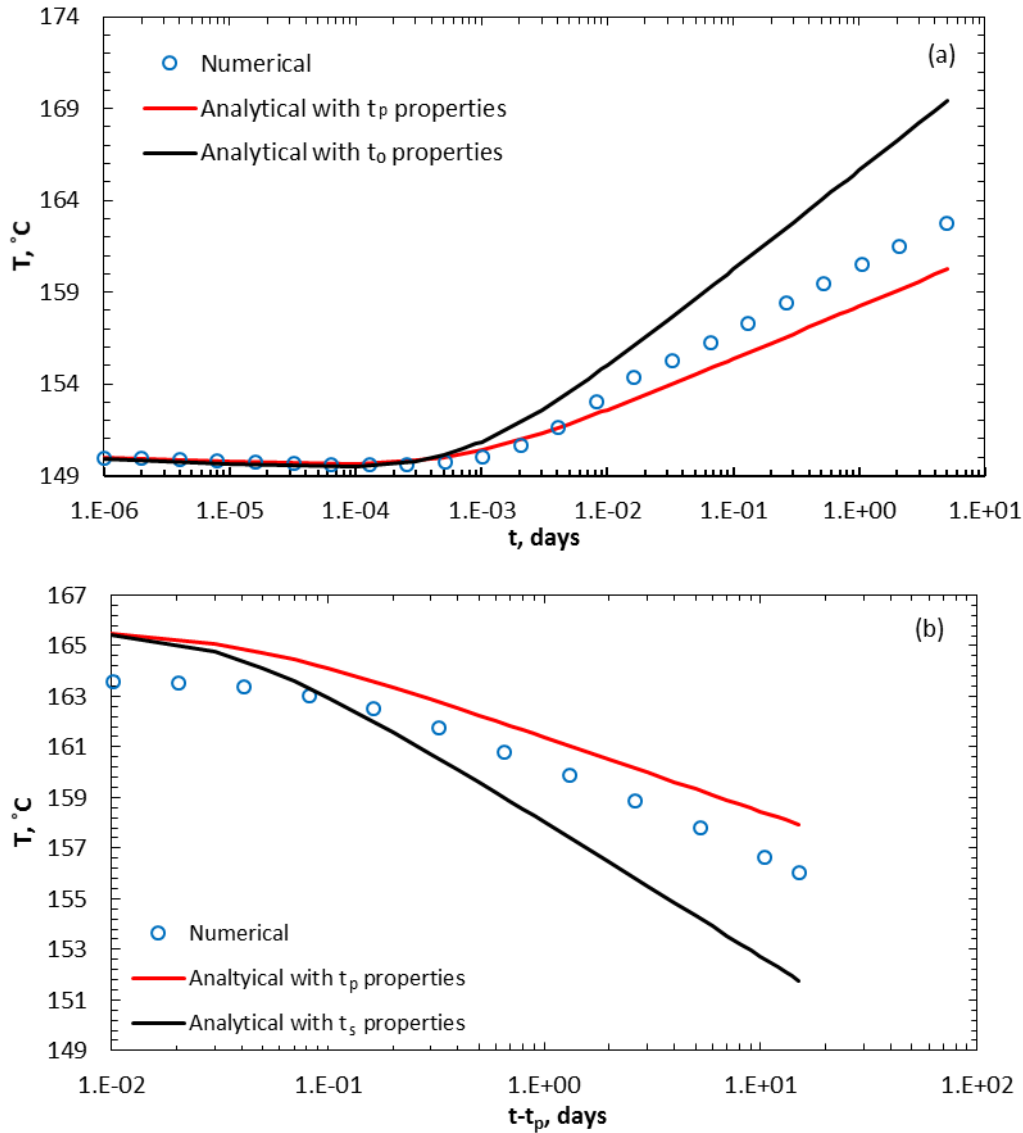 174
169
164
159
154
149
T, ˚C
(a)
Numerical
Analytical with tp properties
Analytical with to properties
1.E-06 1.E-05 1.E-04 1.E-03 1.E-02 1.E-01 1.E+00 1.E+01
t, days
167
165
163
161
159
157
155
153
151
149
T, ˚C
(b)
Numerical
Analtyical with tp properties
Analytical with ts properties
1.E-02 1.E-01 1.E+00 1.E+01 1.E+02
t-tp, days